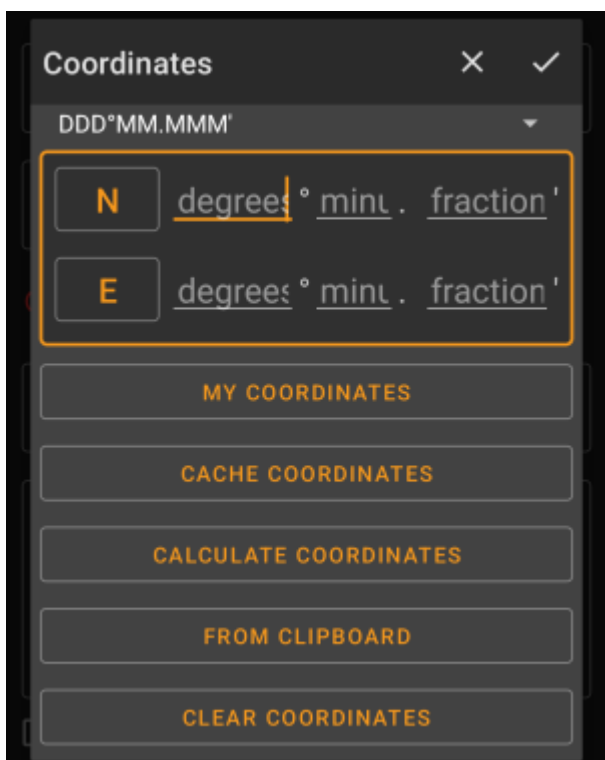 Coordinates
DDD°MM.MMM'
N degrees ° minu . fraction '
E degrees ° minu . fraction '
MY COORDINATES
CACHE COORDINATES
CALCULATE COORDINATES
FROM CLIPBOARD
CLEAR COORDINATES